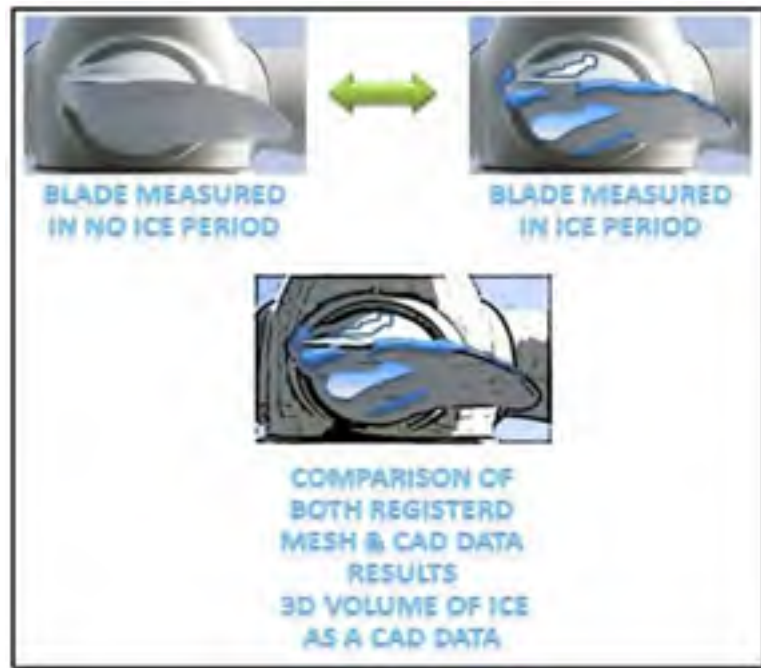 BLADE MEASURED
IN NO ICE PERIOD
BLADE MEASURED
IN ICE PERIOD
COMPARISON OF
BOTH REGISTERD
MESH & CAD DATA
RESULTS
3D VOLUME OF ICE
AS A CAD DATA